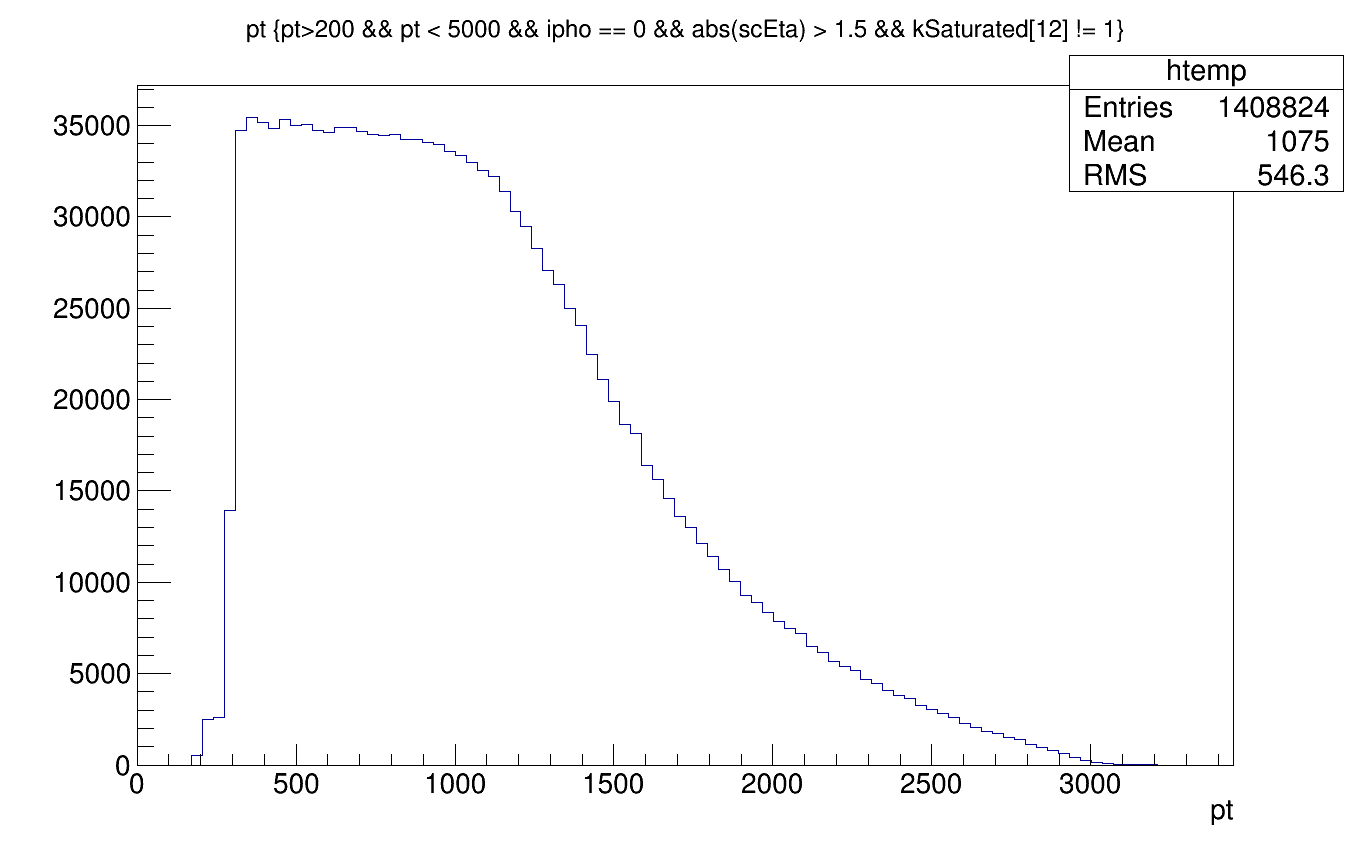 pt {pt>200 && pt < 5000 && ipho == 0 && abs(scEta) > 1.5 && kSaturated[12] != 1}
htemp
Entries 1408824
Mean 1075
RMS 546.3
35000
30000
25000
20000
15000
10000
5000
0
0 500 1000 1500 2000 2500 3000
pt